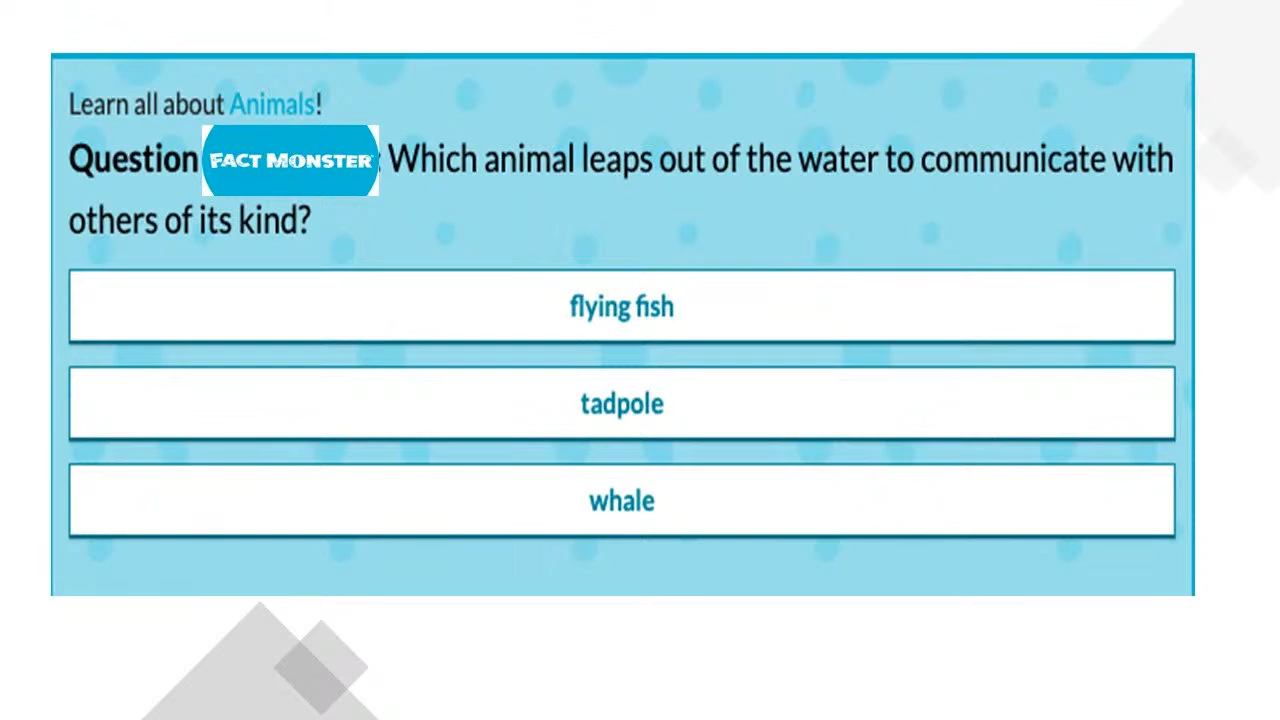 Learn all about Animals!
Question FACT MONSTER : Which animal leaps out of the water to communicate with
others of its kind?
flying fish
tadpole
whale